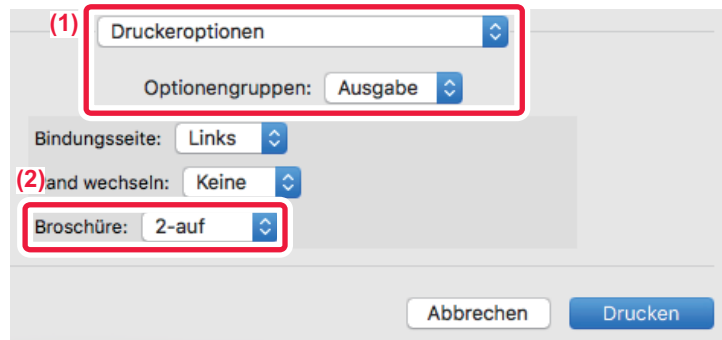 (1) Druckeroptionen
Optionengruppen: Ausgabe
Bindungsseite: Links
(2) and wechseln: Keine
Broschüre: 2-auf
Abbrechen Drucken